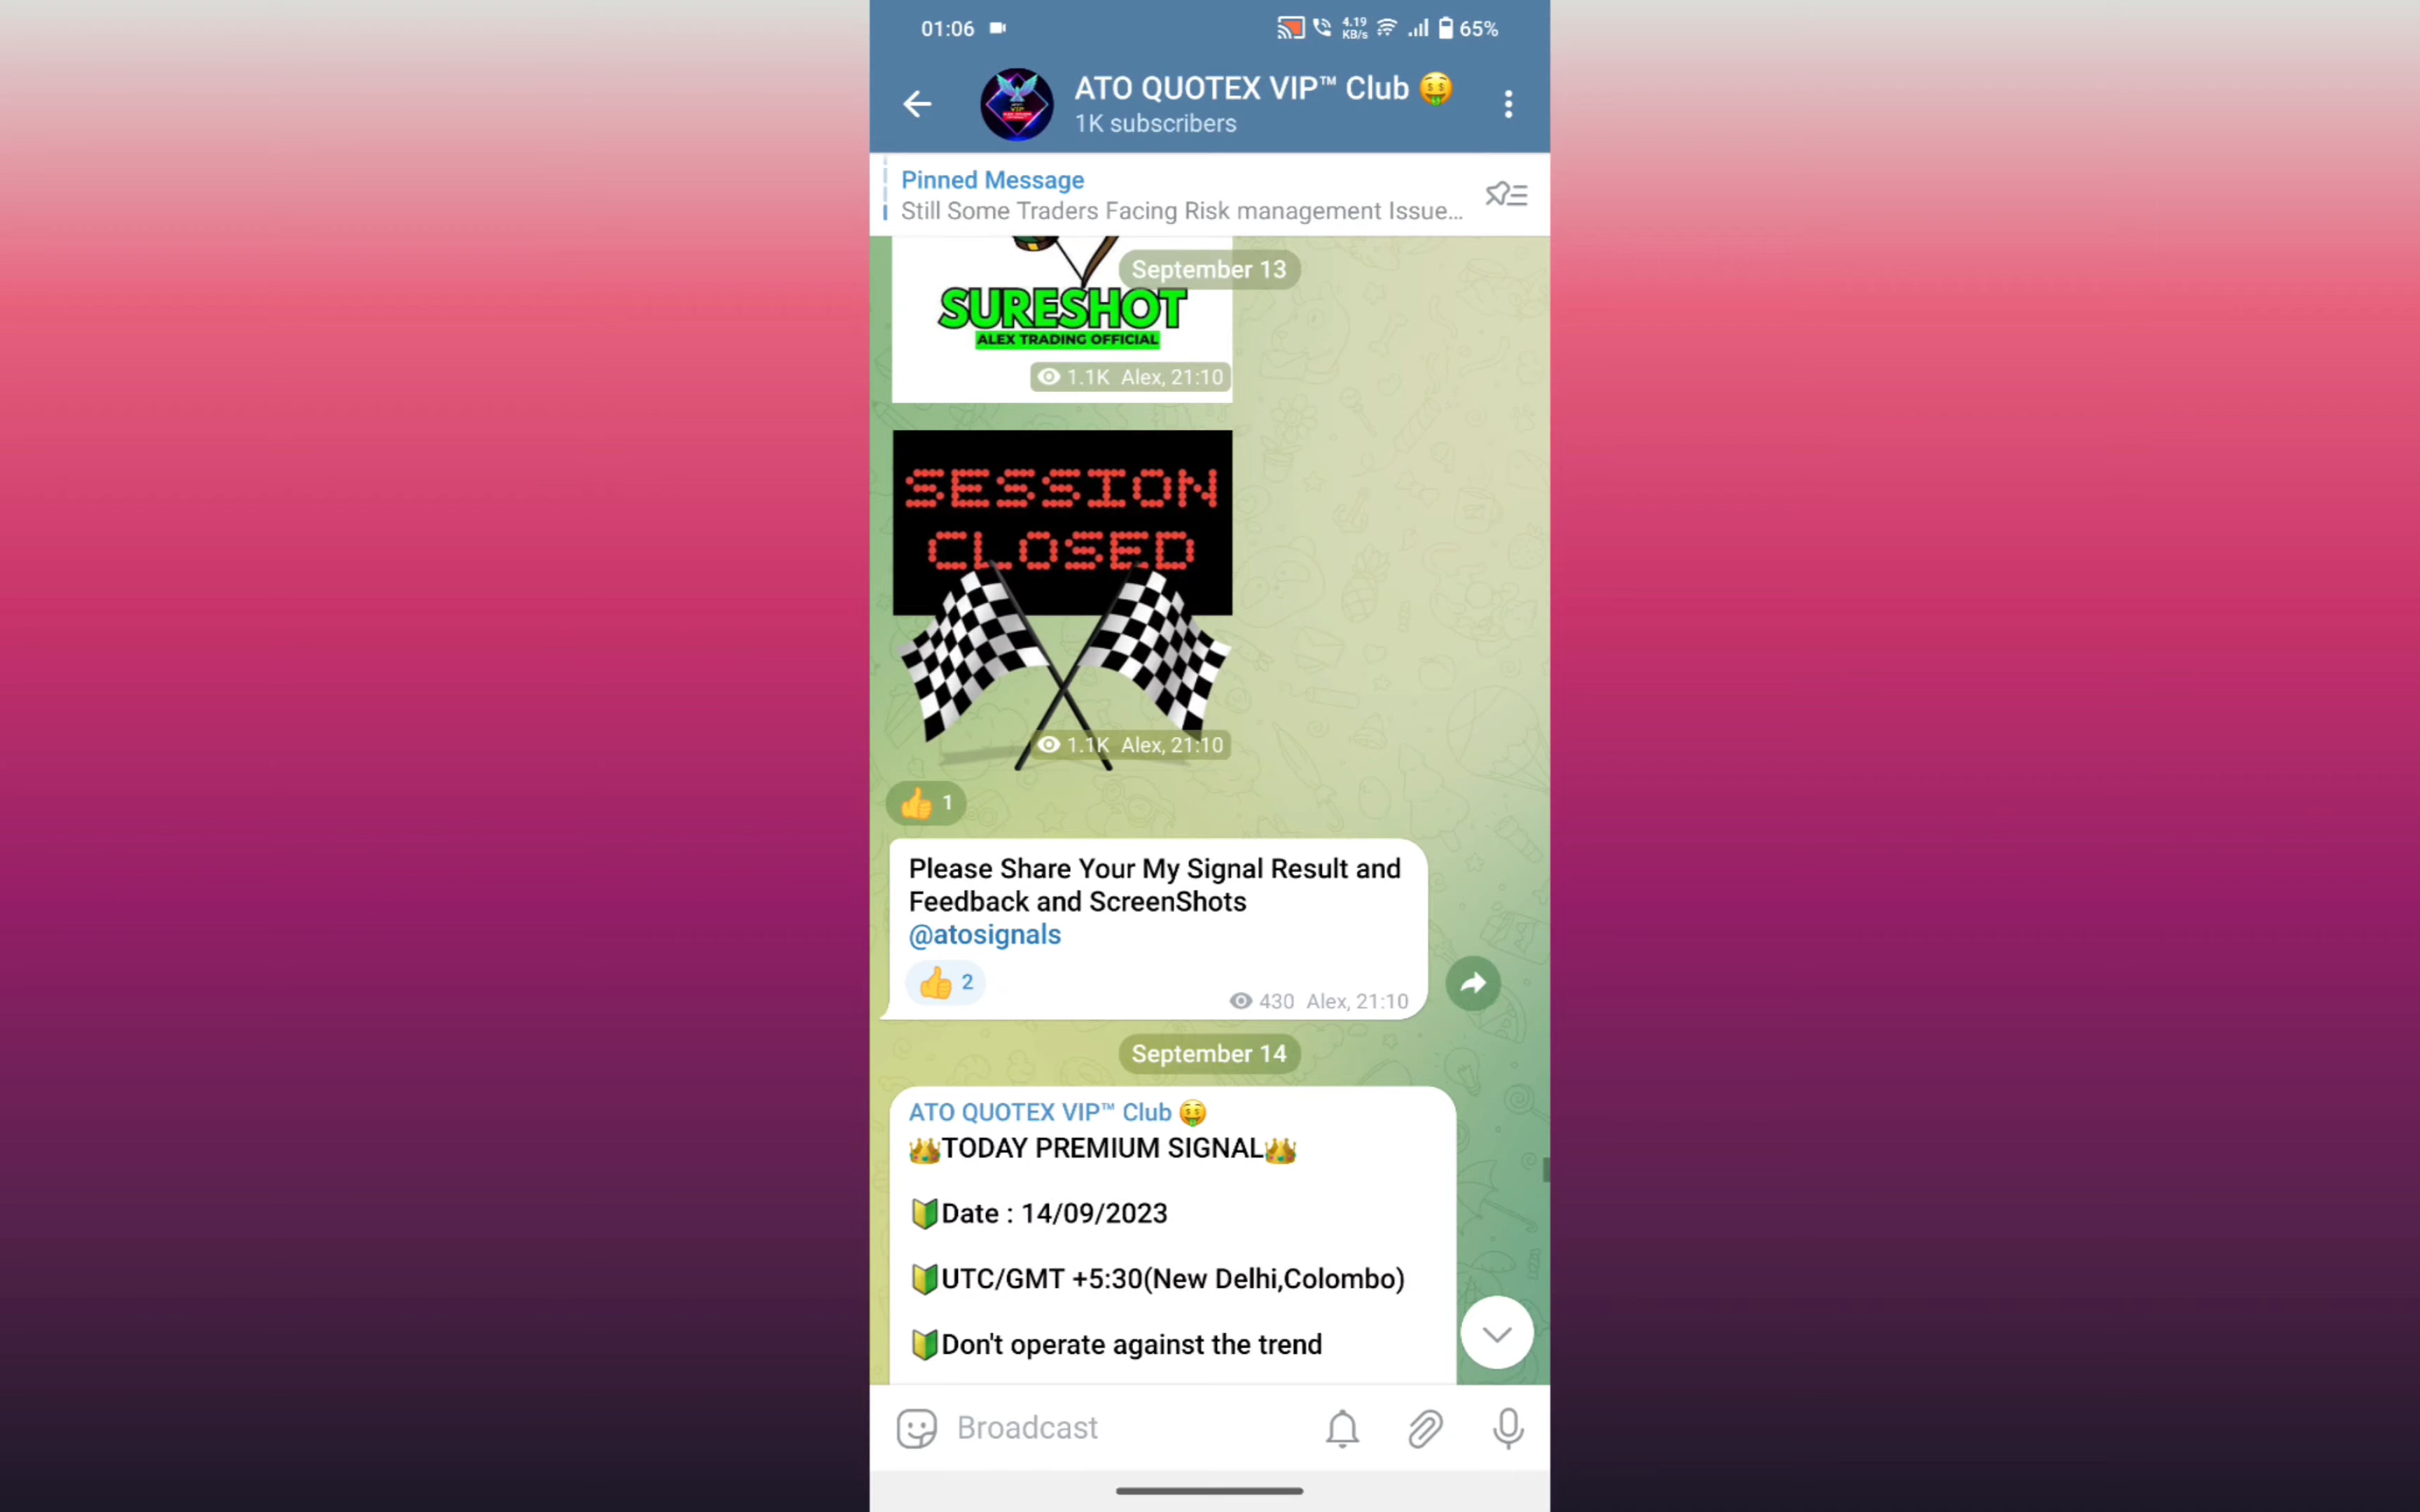 01:06
4.19
KB/s
65%
ATO QUOTEX VIP™ Club 🤑
1K subscribers
Pinned Message
Still Some Traders Facing Risk management Issue...
September 13
SURESHOT
ALEX TRADING OFFICIAL
1.1K Alex, 21:10
SESSION
CLOSED
1.1K Alex, 21:10
👍 1
Please Share Your My Signal Result and
Feedback and ScreenShots
@atosignals
👍 2
430 Alex, 21:10
September 14
ATO QUOTEX VIP™ Club 🤑
👑TODAY PREMIUM SIGNAL👑
🔰Date : 14/09/2023
🔰UTC/GMT +5:30(New Delhi,Colombo)
🔰Don't operate against the trend
Broadcast